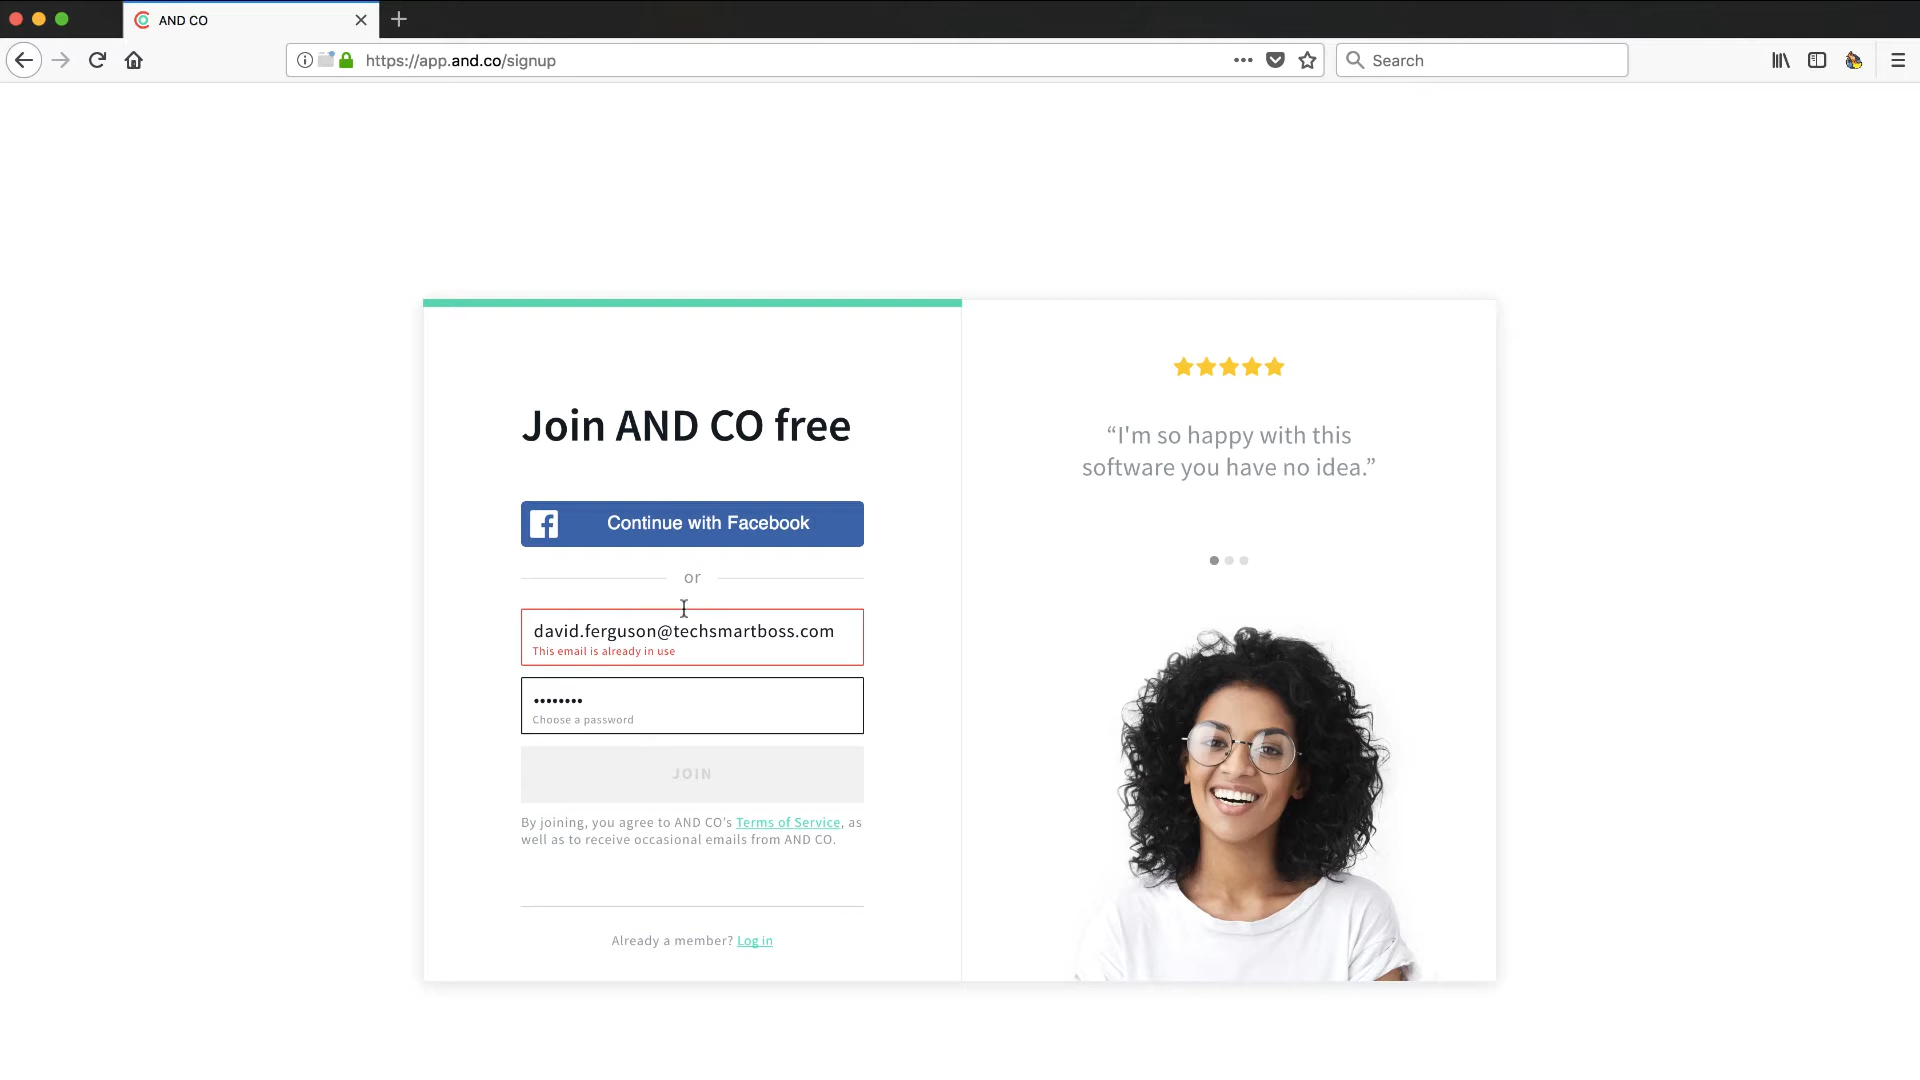 AND CO
https://app.and.co/signup
Search
Join AND CO free
Continue with Facebook
or
david.ferguson@techsmartboss.com
This email is already in use
••••••••
Choose a password
JOIN
By joining, you agree to AND CO's Terms of Service, as
well as to receive occasional emails from AND CO.
Already a member? Log in
“I'm so happy with this
software you have no idea.”